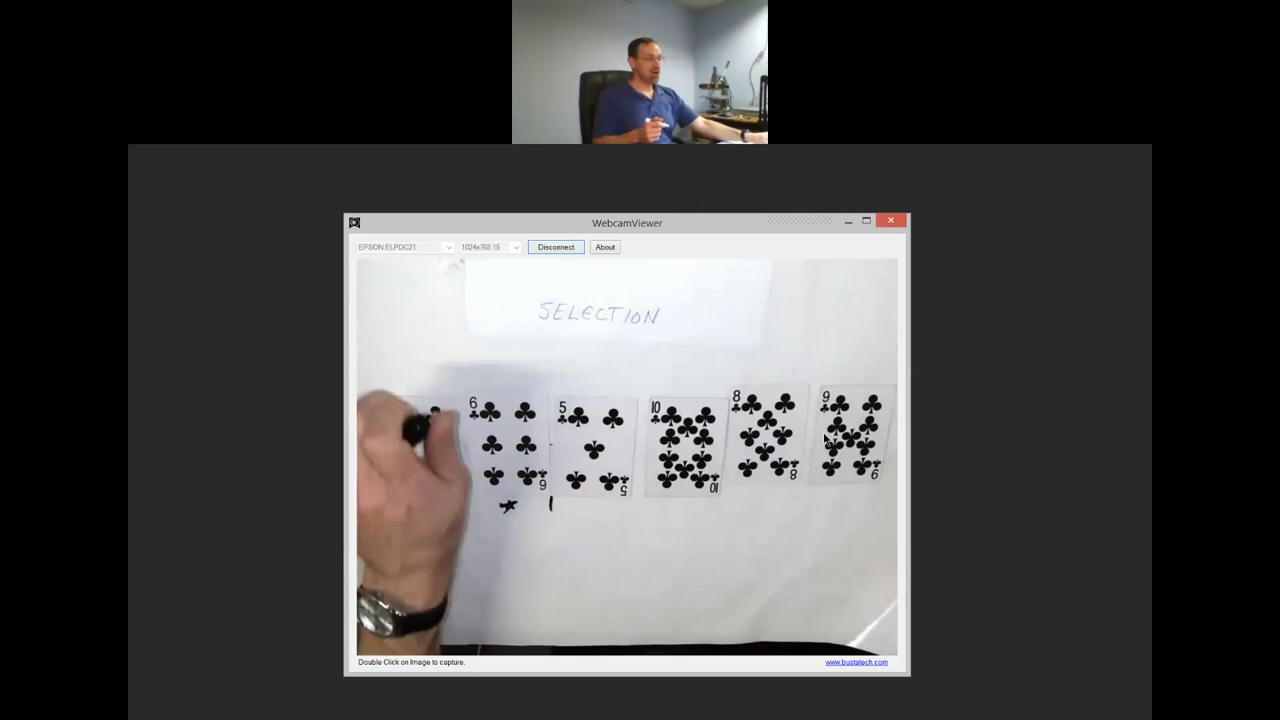 WebcamViewer
EPSON ELPDC21 1024x768 15 Disconnect About
SELECTION
6 5 10 8 9
6 5 10 8 9
Double Click on Image to capture. www.bustatech.com